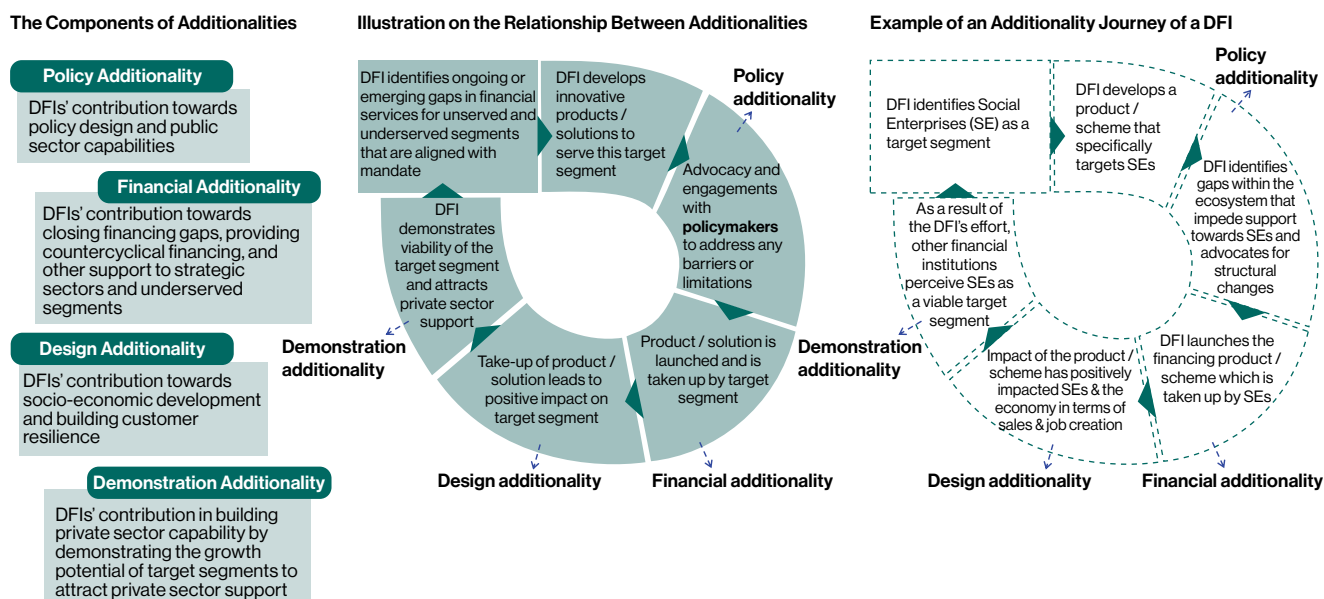 The Components of Additionalities
Policy Additionality
DFIs' contribution towards
policy design and public
sector capabilities
Financial Additionality
DFIs' contribution towards
closing financing gaps, providing
countercyclical financing, and
other support to strategic
sectors and underserved
segments
Design Additionality
DFIs' contribution towards
socio-economic development
and building customer
resilience
Demonstration Additionality
DFIs' contribution in building
private sector capability by
demonstrating the growth
potential of target segments to
attract private sector support
Illustration on the Relationship Between Additionalities
DFI identifies ongoing or
emerging gaps in financial
services for unserved and
underserved segments
that are aligned with
mandate
DFI develops
innovative
products /
solutions to
serve this target
segment
Policy
additionality
Advocacy and
engagements
with
policymakers
to address any
barriers or
limitations
Product / solution is
launched and is
taken up by target
segment
Financial additionality
Take-up of product /
solution leads to
positive impact on
target segment
Design additionality
DFI
demonstrates
viability of the
target segment
and attracts
private sector
support
Demonstration
additionality
Example of an Additionality Journey of a DFI
DFI identifies Social
Enterprises (SE) as a
target segment
DFI develops a
product /
scheme that
specifically
targets SEs
Policy
additionality
DFI identifies
gaps within the
ecosystem that
impede support
towards SEs and
advocates for
structural
changes
DFI launches the
financing product /
scheme which is
taken up by SEs
Financial additionality
Impact of the product /
scheme has positively
impacted SEs & the
economy in terms of
sales & job creation
Design additionality
As a result of
the DFI's effort,
other financial
institutions
perceive SEs as
a viable target
segment
Demonstration
additionality